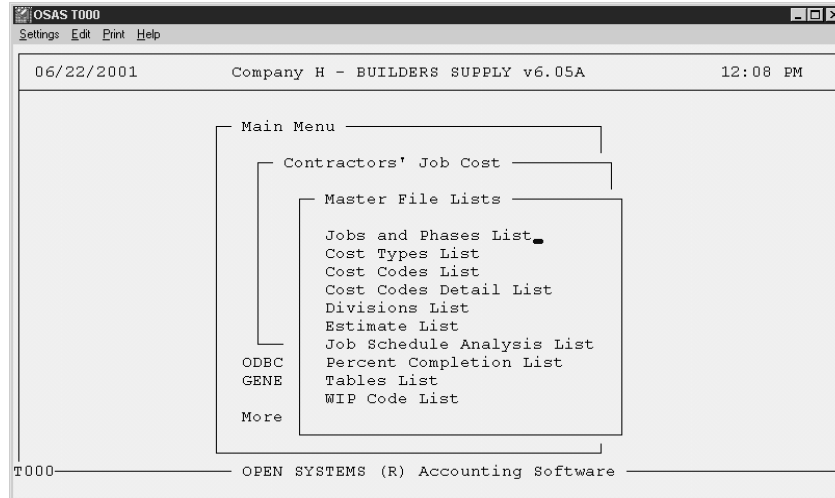 OSAS T000
Settings Edit Print Help
06/22/2001 Company H - BUILDERS SUPPLY v6.05A 12:08 PM
Main Menu
Contractors' Job Cost
Master File Lists
Jobs and Phases List
Cost Types List
Cost Codes List
Cost Codes Detail List
Divisions List
Estimate List
Job Schedule Analysis List
ODBC Percent Completion List
GENE Tables List
WIP Code List
More
T000 OPEN SYSTEMS (R) Accounting Software